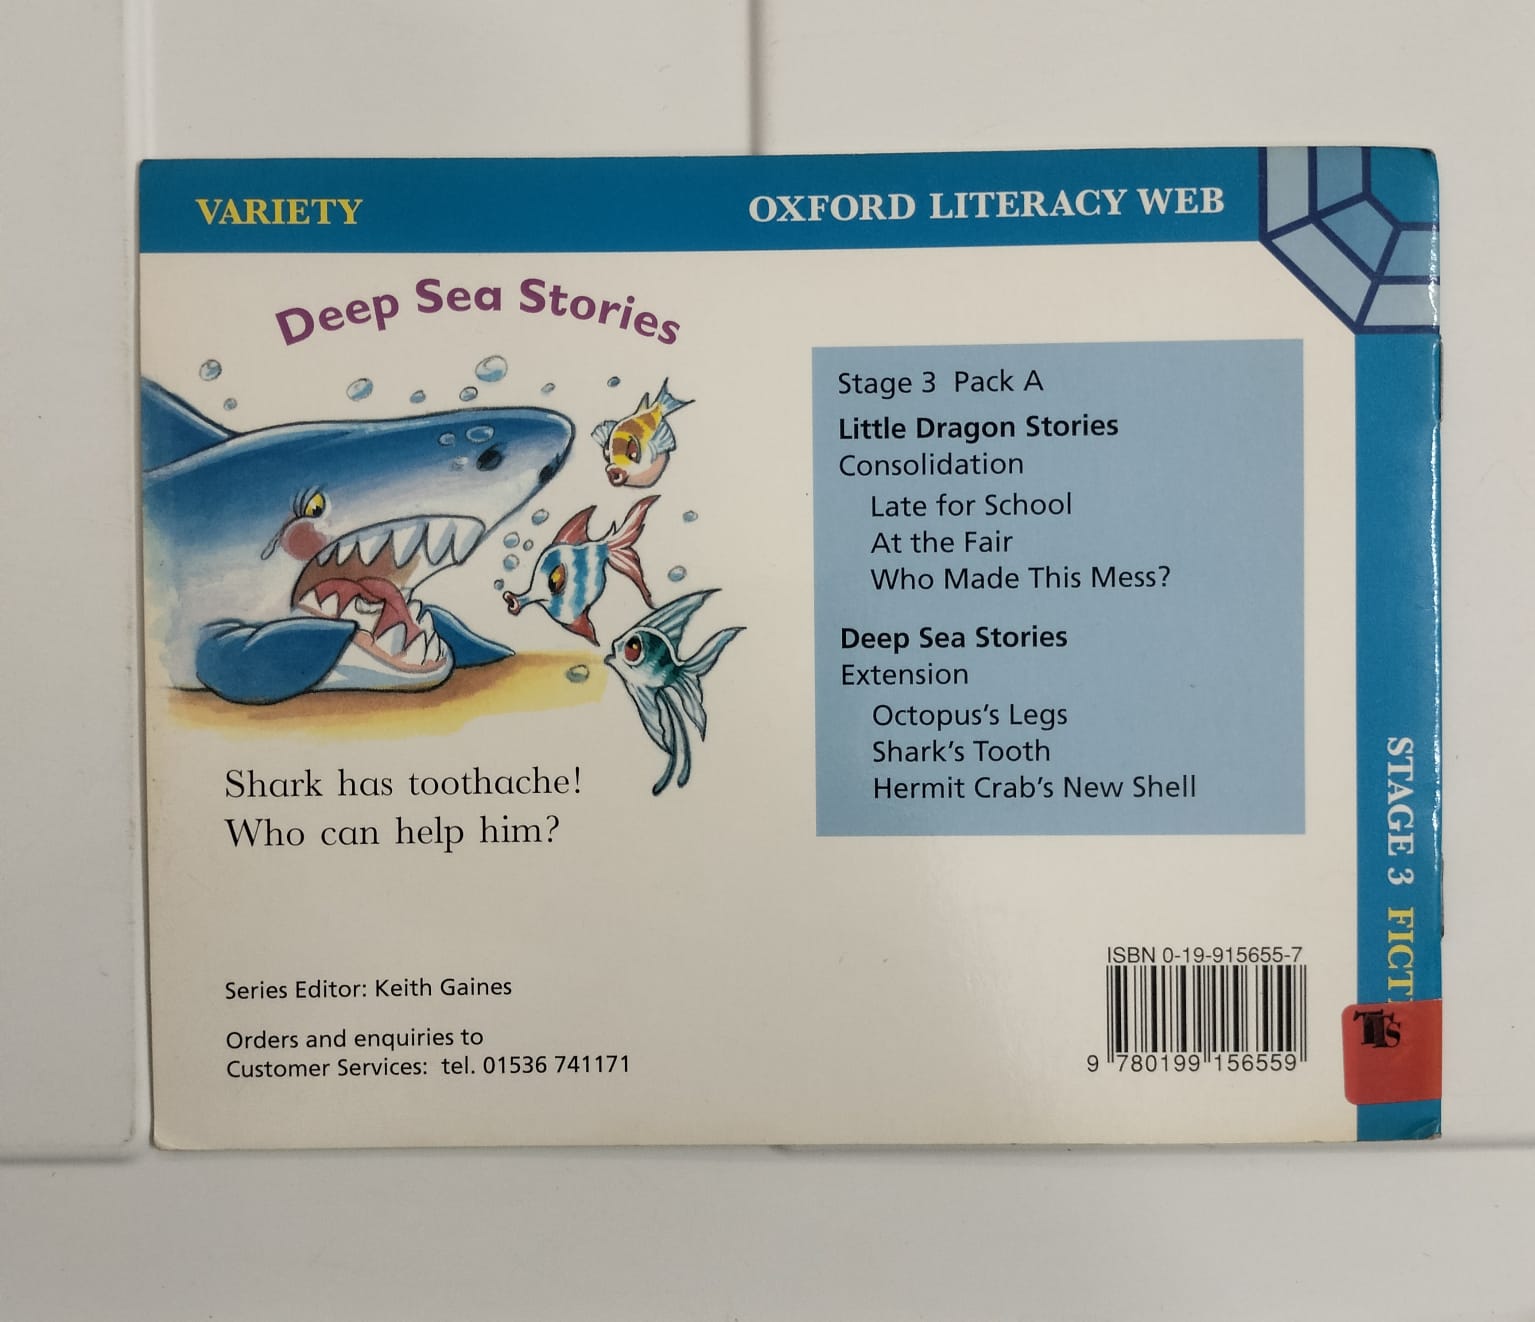 VARIETY
OXFORD LITERACY WEB
Deep Sea Stories
Shark has toothache!
Who can help him?
Stage 3 Pack A
Little Dragon Stories
Consolidation
Late for School
At the Fair
Who Made This Mess?
Deep Sea Stories
Extension
Octopus's Legs
Shark's Tooth
Hermit Crab's New Shell
Series Editor: Keith Gaines
Orders and enquiries to
Customer Services: tel. 01536 741171
ISBN 0-19-915655-7
9 780199 156559
STAGE 3 FICTI